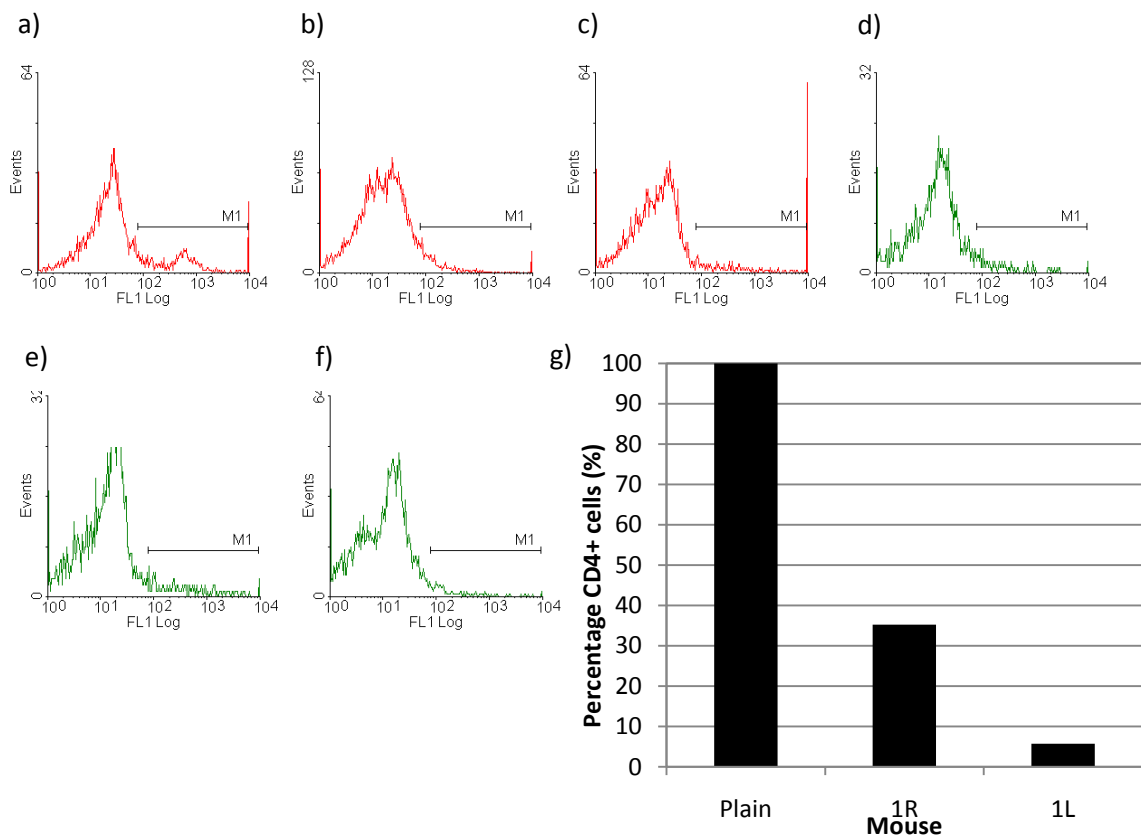 a)
64
Events
0
M1
10^0 10^1 10^2 10^3 10^4
FL1 Log
b)
128
Events
0
M1
10^0 10^1 10^2 10^3 10^4
FL1 Log
c)
64
Events
0
M1
10^0 10^1 10^2 10^3 10^4
FL1 Log
d)
32
Events
0
M1
10^0 10^1 10^2 10^3 10^4
FL1 Log
e)
32
Events
0
M1
10^0 10^1 10^2 10^3 10^4
FL1 Log
f)
64
Events
0
M1
10^0 10^1 10^2 10^3 10^4
FL1 Log
g)
Percentage CD4+ cells (%)
100
90
80
70
60
50
40
30
20
10
0
Plain 1R 1L
Mouse